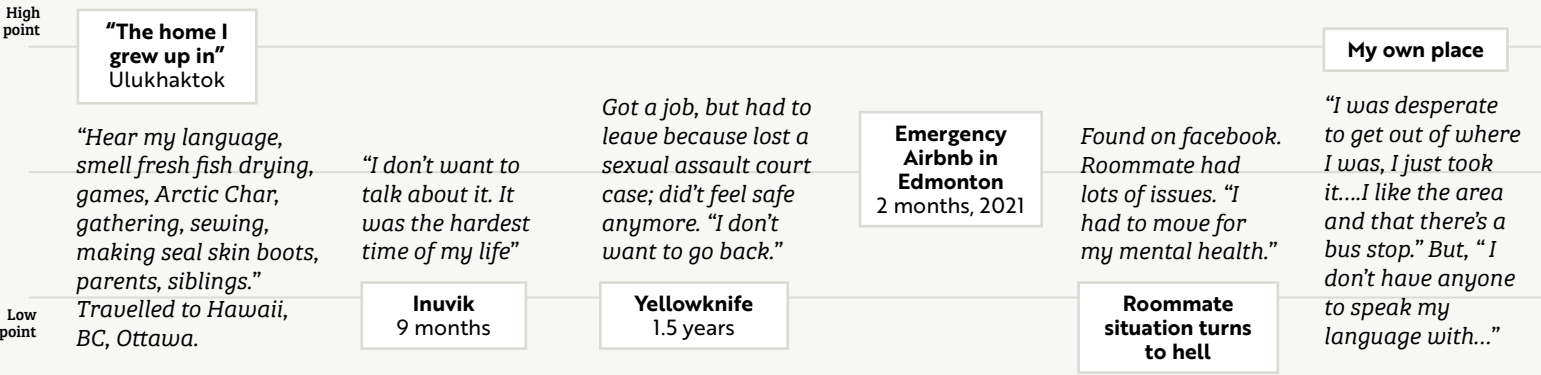 High
point
“The home I
grew up in”
Ulukhaktok
“Hear my language,
smell fresh fish drying,
games, Arctic Char,
gathering, sewing,
making seal skin boots,
parents, siblings.”
Travelled to Hawaii,
BC, Ottawa.
Low
point
“I don’t want to
talk about it. It
was the hardest
time of my life”
Inuvik
9 months
Got a job, but had to
leave because lost a
sexual assault court
case; did’t feel safe
anymore. “I don’t
want to go back.”
Yellowknife
1.5 years
Emergency
Airbnb in
Edmonton
2 months, 2021
Found on facebook.
Roommate had
lots of issues. “I
had to move for
my mental health.”
Roommate
situation turns
to hell
My own place
“I was desperate
to get out of where
I was, I just took
it....I like the area
and that there’s a
bus stop.” But, “ I
don’t have anyone
to speak my
language with...”